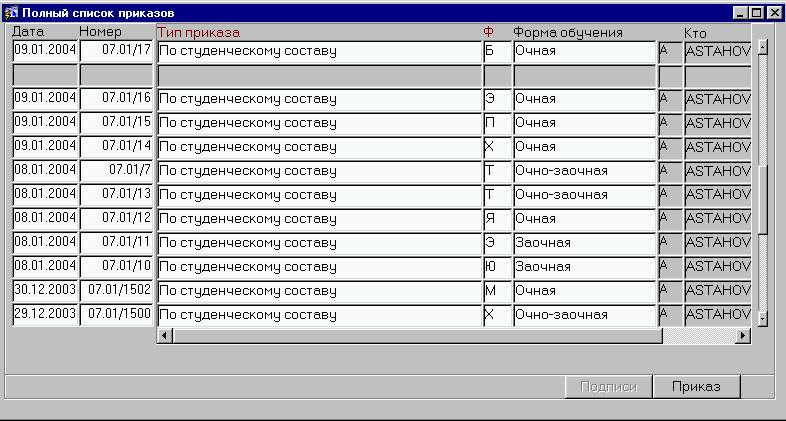 Полный список приказов
Дата Номер Тип приказа Ф Форма обучения Кто
09.01.2004 07.01/17 По студенческому составу Б Очная А ASTAHOV
09.01.2004 07.01/16 По студенческому составу Э Очная А ASTAHOV
09.01.2004 07.01/15 По студенческому составу П Очная А ASTAHOV
09.01.2004 07.01/14 По студенческому составу Х Очная А ASTAHOV
08.01.2004 07.01/7 По студенческому составу Т Очно-заочная А ASTAHOV
08.01.2004 07.01/13 По студенческому составу Т Очно-заочная А ASTAHOV
08.01.2004 07.01/12 По студенческому составу Я Очная А ASTAHOV
08.01.2004 07.01/11 По студенческому составу Э Заочная А ASTAHOV
08.01.2004 07.01/10 По студенческому составу Ю Заочная А ASTAHOV
30.12.2003 07.01/1502 По студенческому составу М Очная А ASTAHOV
29.12.2003 07.01/1500 По студенческому составу Х Очно-заочная А ASTAHOV
Подписи Приказ